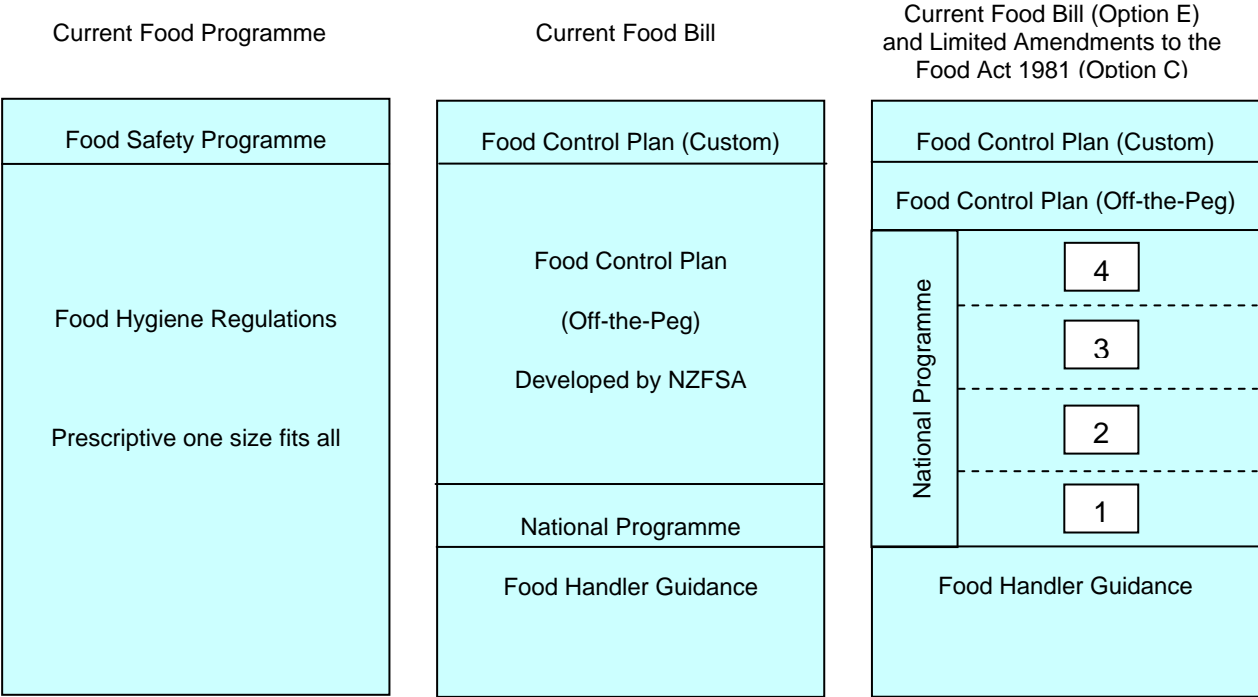 Current Food Programme
Food Safety Programme
Food Hygiene Regulations
Prescriptive one size fits all
Current Food Bill
Food Control Plan (Custom)
Food Control Plan
(Off-the-Peg)
Developed by NZFSA
National Programme
Food Handler Guidance
Current Food Bill (Option E)
and Limited Amendments to the
Food Act 1981 (Option C)
Food Control Plan (Custom)
Food Control Plan (Off-the-Peg)
National Programme
4
3
2
1
Food Handler Guidance